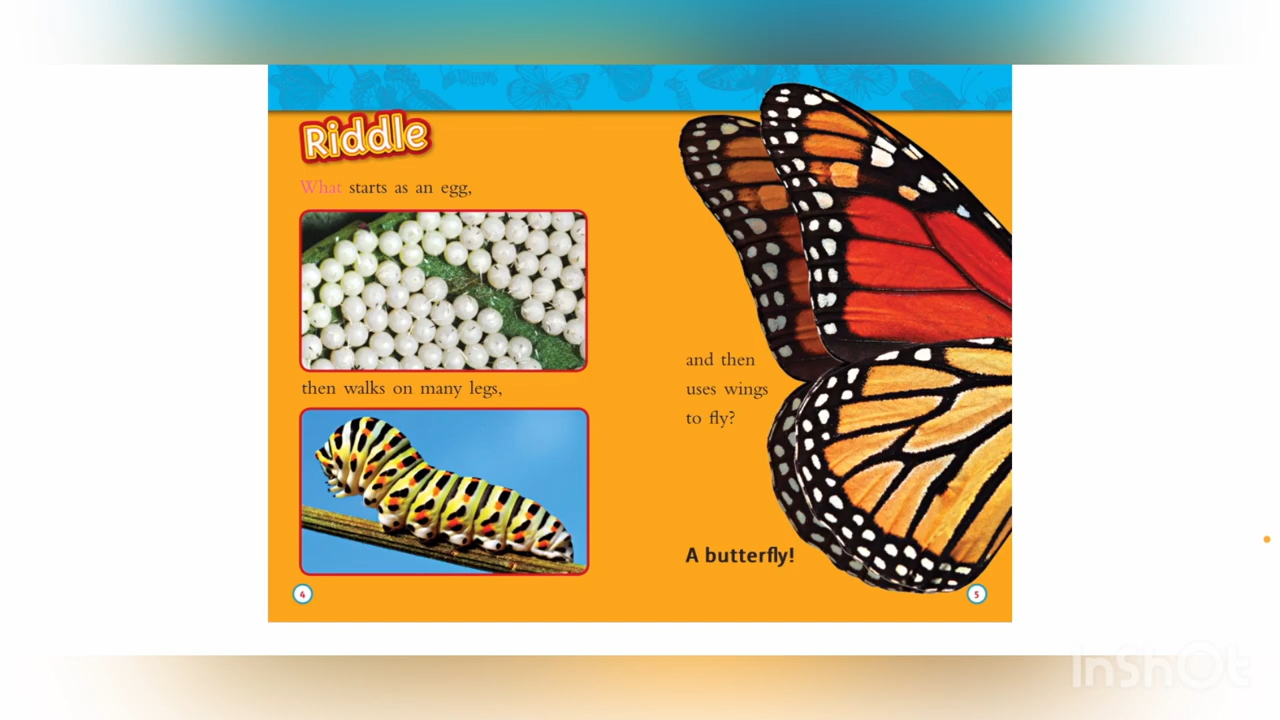 Riddle
What starts as an egg,
then walks on many legs,
and then
uses wings
to fly?
A butterfly!
4
5
InShOt